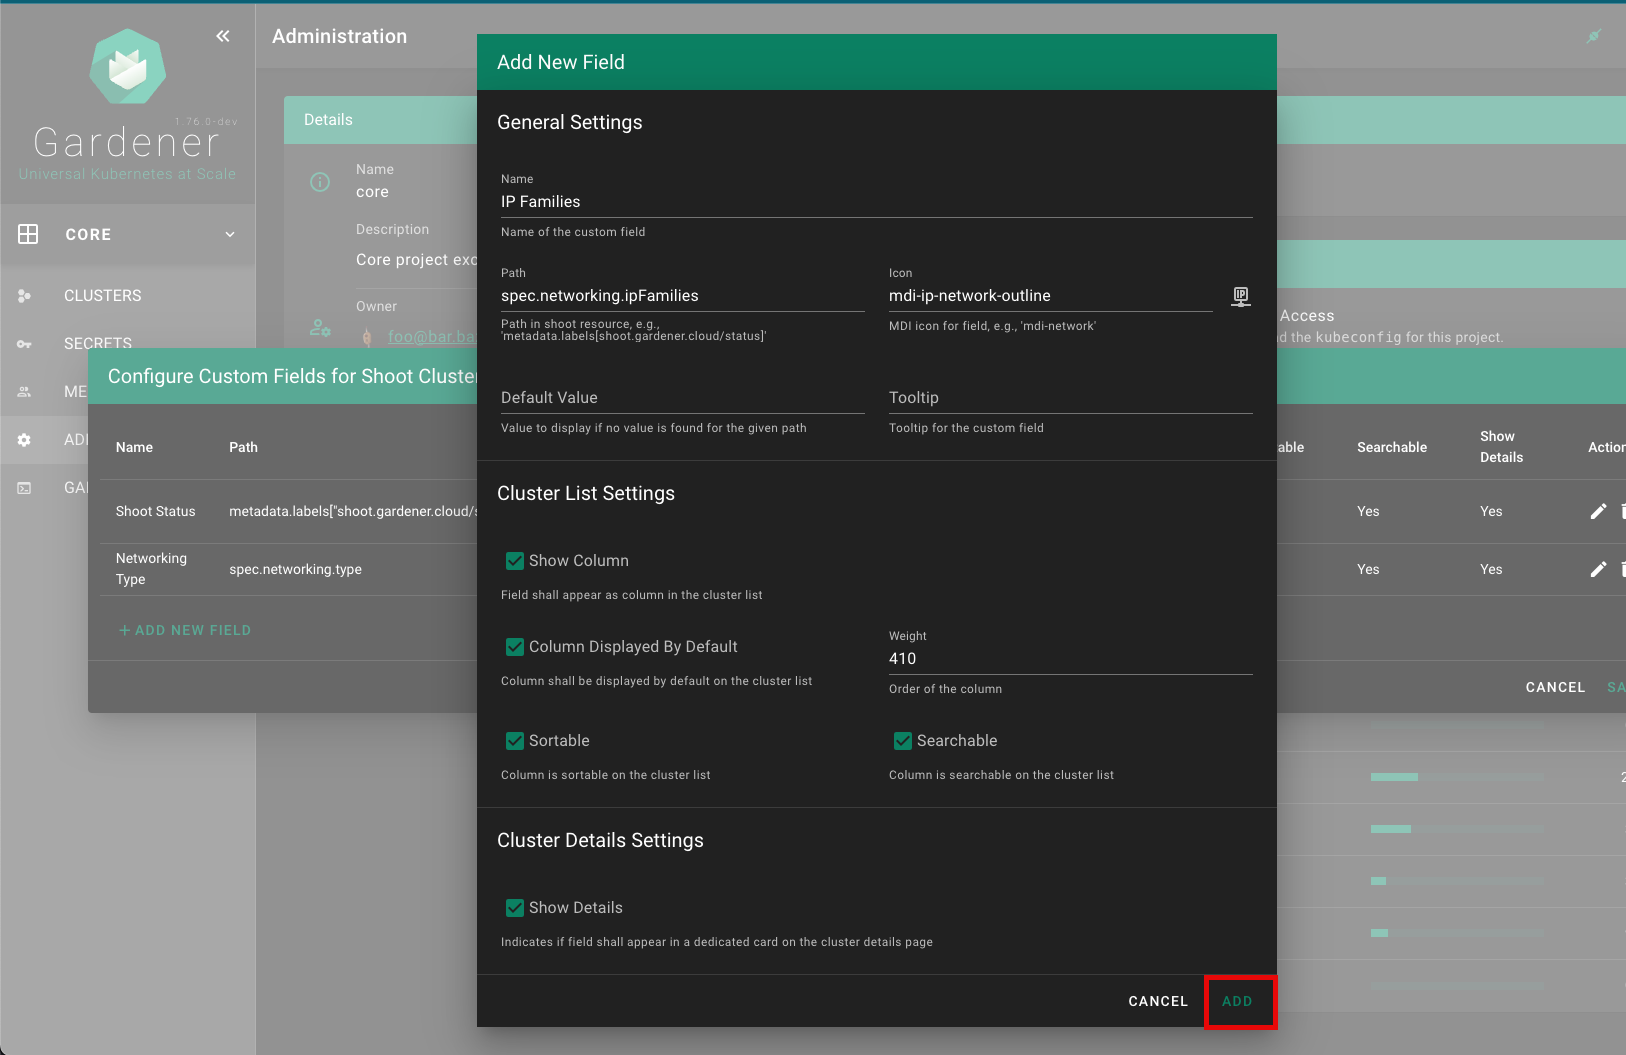 Administration
1.76.0-dev
Gardener
Universal Kubernetes at Scale
CORE
CLUSTERS
SECRETS
ME
ADI
GA
Details
Name
core
Description
Core project exc
Owner
foo@bar.ba
Access
nd the kubeconfig for this project.
Configure Custom Fields for Shoot Cluster
Name
Path
able
Searchable
Show
Details
Action
Shoot Status
metadata.labels["shoot.gardener.cloud/s
Yes
Yes
Networking
Type
spec.networking.type
Yes
Yes
+ ADD NEW FIELD
CANCEL
SA
2
Add New Field
General Settings
Name
IP Families
Name of the custom field
Path
spec.networking.ipFamilies
Path in shoot resource, e.g.,
'metadata.labels[shoot.gardener.cloud/status]'
Icon
mdi-ip-network-outline
IP
MDI icon for field, e.g., 'mdi-network'
Default Value
Value to display if no value is found for the given path
Tooltip
Tooltip for the custom field
Cluster List Settings
Show Column
Field shall appear as column in the cluster list
Column Displayed By Default
Column shall be displayed by default on the cluster list
Weight
410
Order of the column
Sortable
Column is sortable on the cluster list
Searchable
Column is searchable on the cluster list
Cluster Details Settings
Show Details
Indicates if field shall appear in a dedicated card on the cluster details page
CANCEL
ADD